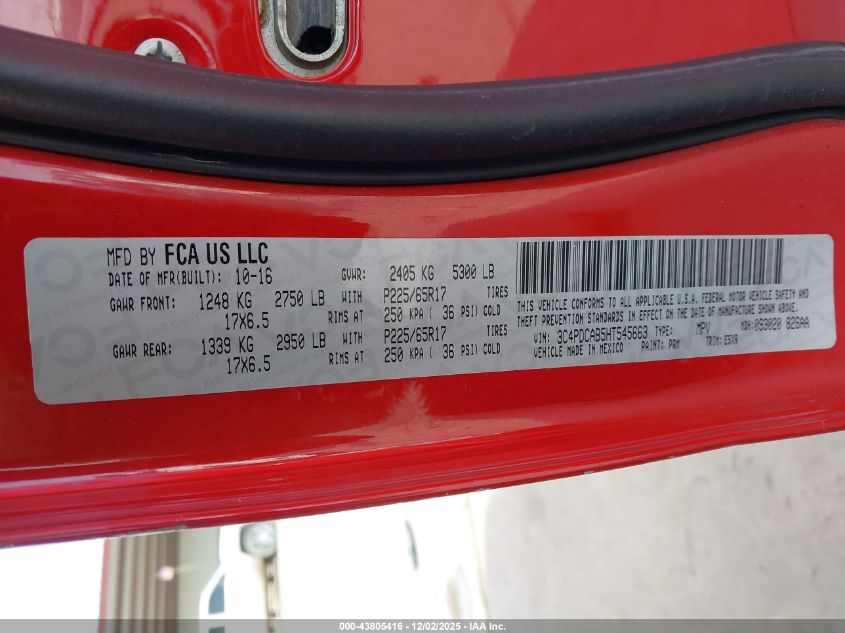 MFD BY FCA US LLC
DATE OF MFR(BUILT): 10-16 GVWR: 2405 KG 5300 LB
GAWR FRONT: 1248 KG 2750 LB WITH P225/65R17 TIRES
17X6.5 RIMS AT 250 KPA ( 36 PSI) COLD
GAWR REAR: 1339 KG 2950 LB WITH P225/65R17 TIRES
17X6.5 RIMS AT 250 KPA ( 36 PSI) COLD
THIS VEHICLE CONFORMS TO ALL APPLICABLE U.S.A. FEDERAL MOTOR VEHICLE SAFETY AND
THEFT PREVENTION STANDARDS IN EFFECT ON THE DATE OF MANUFACTURE SHOWN ABOVE.
VIN: 3C4PDCAB5HT545663 TYPE: MPV MDH: 093020 826AA
VEHICLE MADE IN MEXICO PAINT: PRM TRIM: E5X9
000-43805416 - 12/02/2025 - IAA Inc.